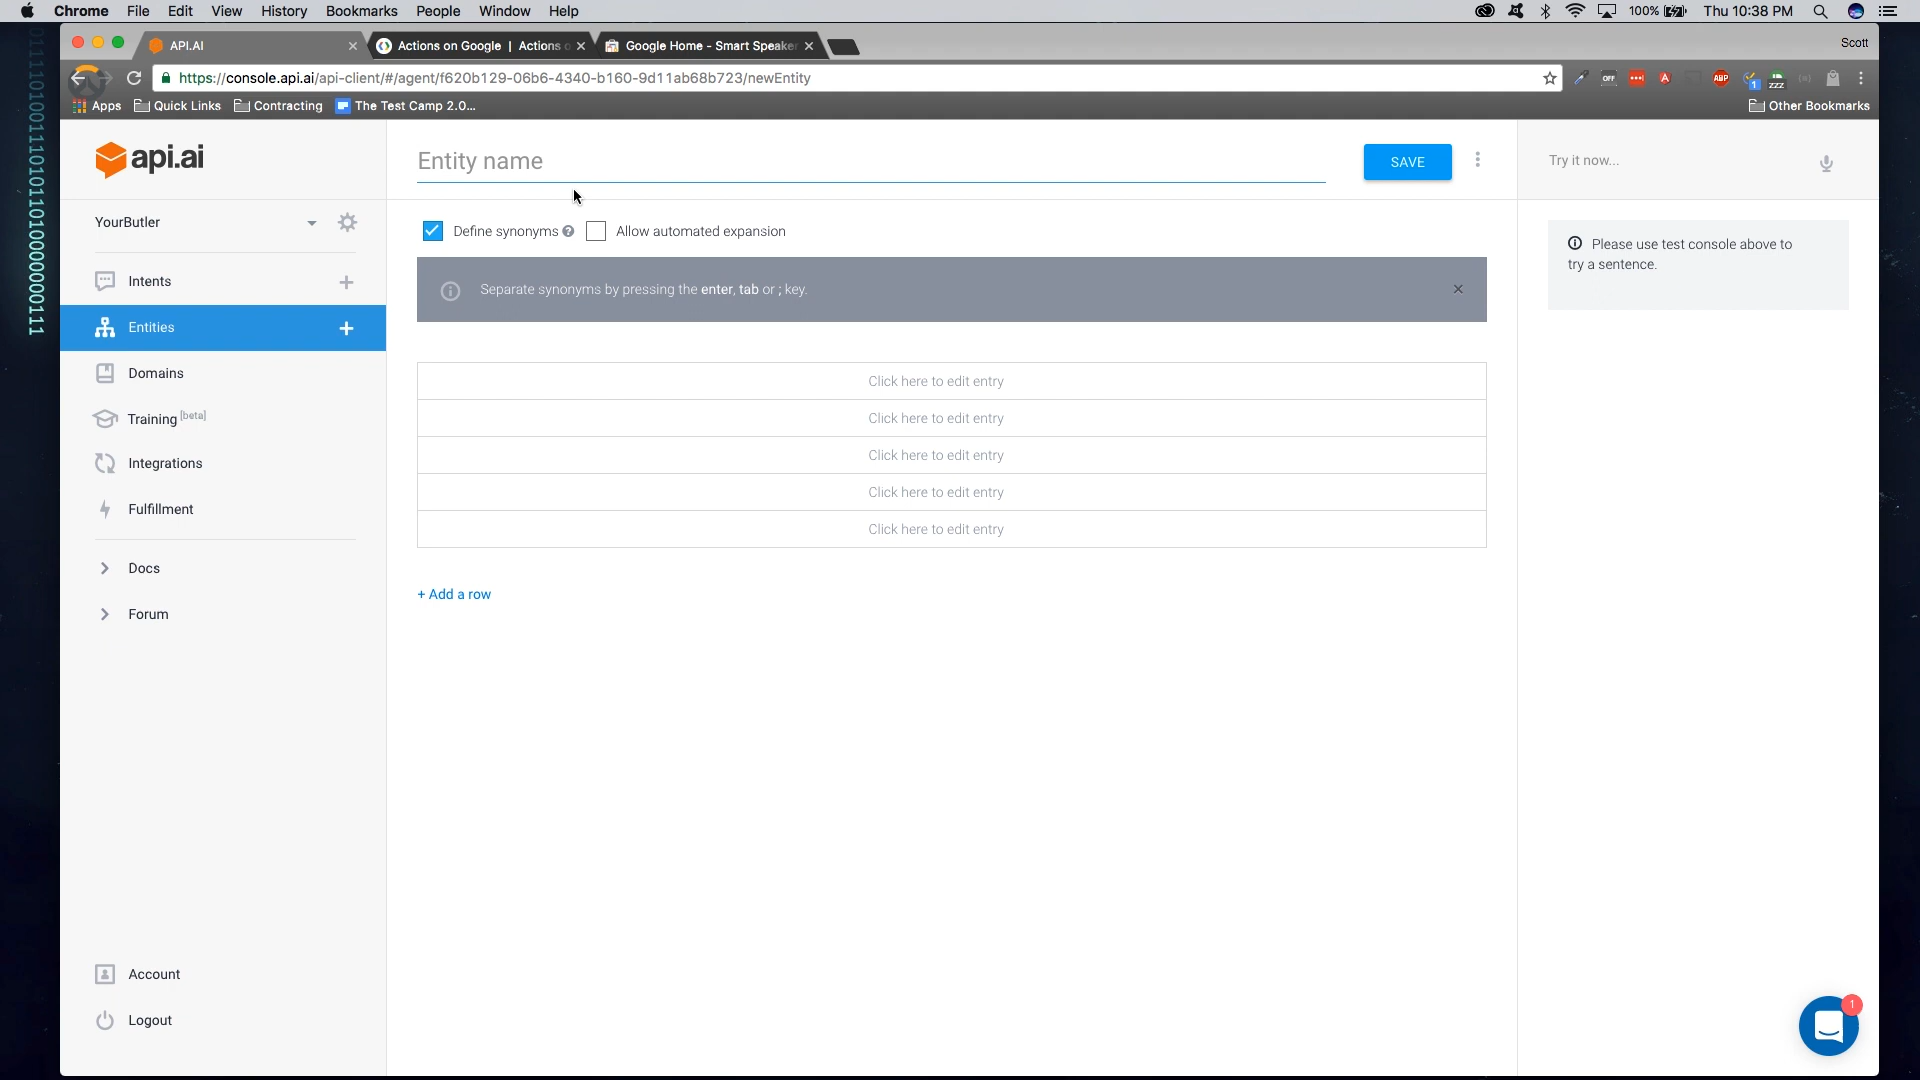 Chrome File Edit View History Bookmarks People Window Help 100% Thu 10:38 PM
API.AI Actions on Google | Actions o Google Home - Smart Speaker Scott
https://console.api.ai/api-client/#/agent/f620b129-06b6-4340-b160-9d11ab68b723/newEntity
OFF ABP 1 zzz
Apps Quick Links Contracting The Test Camp 2.0... Other Bookmarks
api.ai
Entity name
SAVE
Try it now...
YourButler
Define synonyms Allow automated expansion
Please use test console above to
try a sentence.
Intents
Separate synonyms by pressing the enter, tab or ; key.
Entities
Domains
Training [beta]
Integrations
Fulfillment
Click here to edit entry
Click here to edit entry
Click here to edit entry
Click here to edit entry
Click here to edit entry
+ Add a row
Docs
Forum
Account
Logout
1